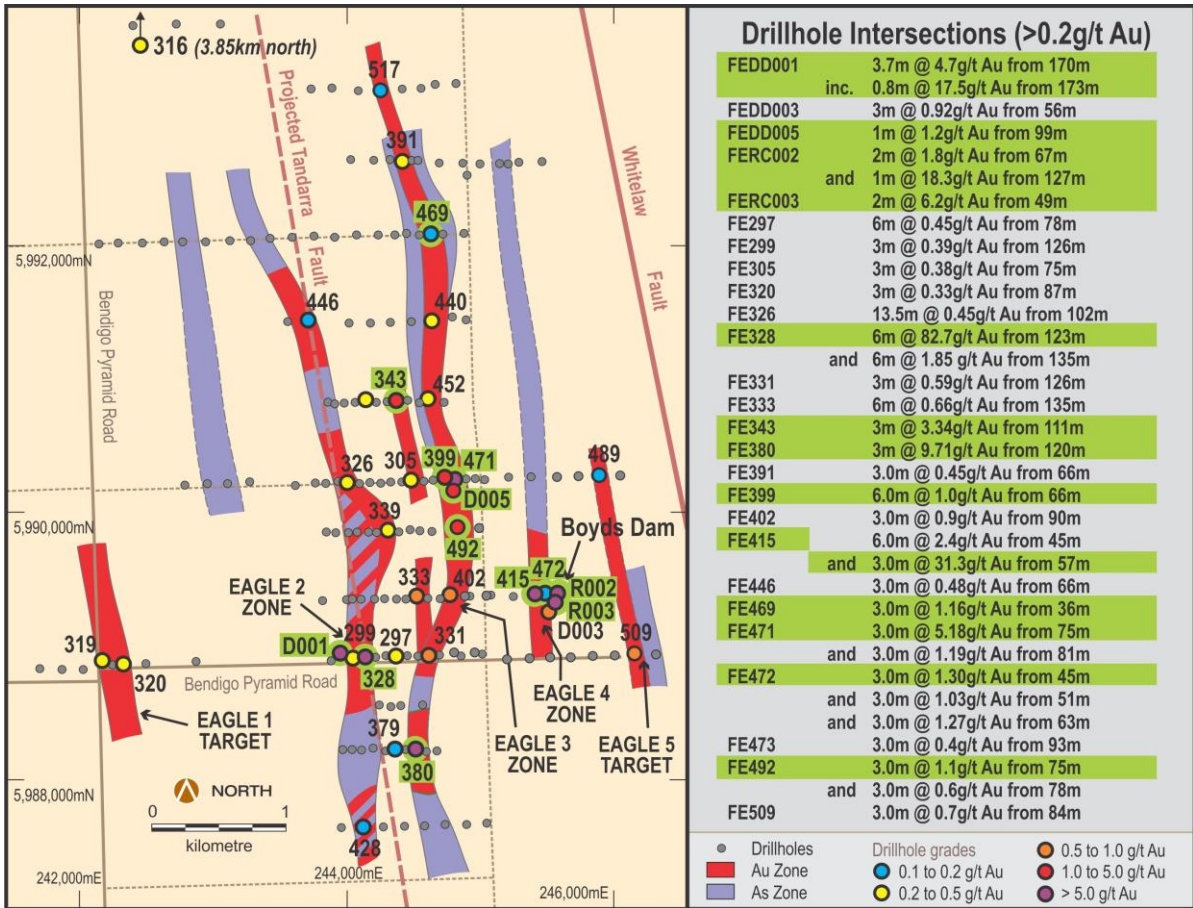 316 (3.85km north)
517
Projected Tandarra
Fault
Whitelaw
Fault
391
469
5,992,000mN
Bendigo Pyramid Road
446
440
343
452
489
326
305
399
471
D005
5,990,000mN
339
492
Boyds Dam
EAGLE 2
ZONE
333
402
415
472
R002
R003
D003
319
320
D001
299
297
331
509
328
Bendigo Pyramid Road
EAGLE 1
TARGET
379
380
EAGLE 3
ZONE
EAGLE 4
ZONE
EAGLE 5
TARGET
5,988,000mN
NORTH
0 1
kilometre
428
242,000mE
244,000mE
246,000mE
Drillhole Intersections (>0.2g/t Au)
FEDD001 3.7m @ 4.7g/t Au from 170m
inc. 0.8m @ 17.5g/t Au from 173m
FEDD003 3m @ 0.92g/t Au from 56m
FEDD005 1m @ 1.2g/t Au from 99m
FERC002 2m @ 1.8g/t Au from 67m
and 1m @ 18.3g/t Au from 127m
FERC003 2m @ 6.2g/t Au from 49m
FE297 6m @ 0.45g/t Au from 78m
FE299 3m @ 0.39g/t Au from 126m
FE305 3m @ 0.38g/t Au from 75m
FE320 3m @ 0.33g/t Au from 87m
FE326 13.5m @ 0.45g/t Au from 102m
FE328 6m @ 82.7g/t Au from 123m
and 6m @ 1.85 g/t Au from 135m
FE331 3m @ 0.59g/t Au from 126m
FE333 6m @ 0.66g/t Au from 135m
FE343 3m @ 3.34g/t Au from 111m
FE380 3m @ 9.71g/t Au from 120m
FE391 3.0m @ 0.45g/t Au from 66m
FE399 6.0m @ 1.0g/t Au from 66m
FE402 3.0m @ 0.9g/t Au from 90m
FE415 6.0m @ 2.4g/t Au from 45m
and 3.0m @ 31.3g/t Au from 57m
FE446 3.0m @ 0.48g/t Au from 66m
FE469 3.0m @ 1.16g/t Au from 36m
FE471 3.0m @ 5.18g/t Au from 75m
and 3.0m @ 1.19g/t Au from 81m
FE472 3.0m @ 1.30g/t Au from 45m
and 3.0m @ 1.03g/t Au from 51m
and 3.0m @ 1.27g/t Au from 63m
FE473 3.0m @ 0.4g/t Au from 93m
FE492 3.0m @ 1.1g/t Au from 75m
and 3.0m @ 0.6g/t Au from 78m
FE509 3.0m @ 0.7g/t Au from 84m
Drillholes
Au Zone
As Zone
Drillhole grades
0.1 to 0.2 g/t Au
0.2 to 0.5 g/t Au
0.5 to 1.0 g/t Au
1.0 to 5.0 g/t Au
> 5.0 g/t Au